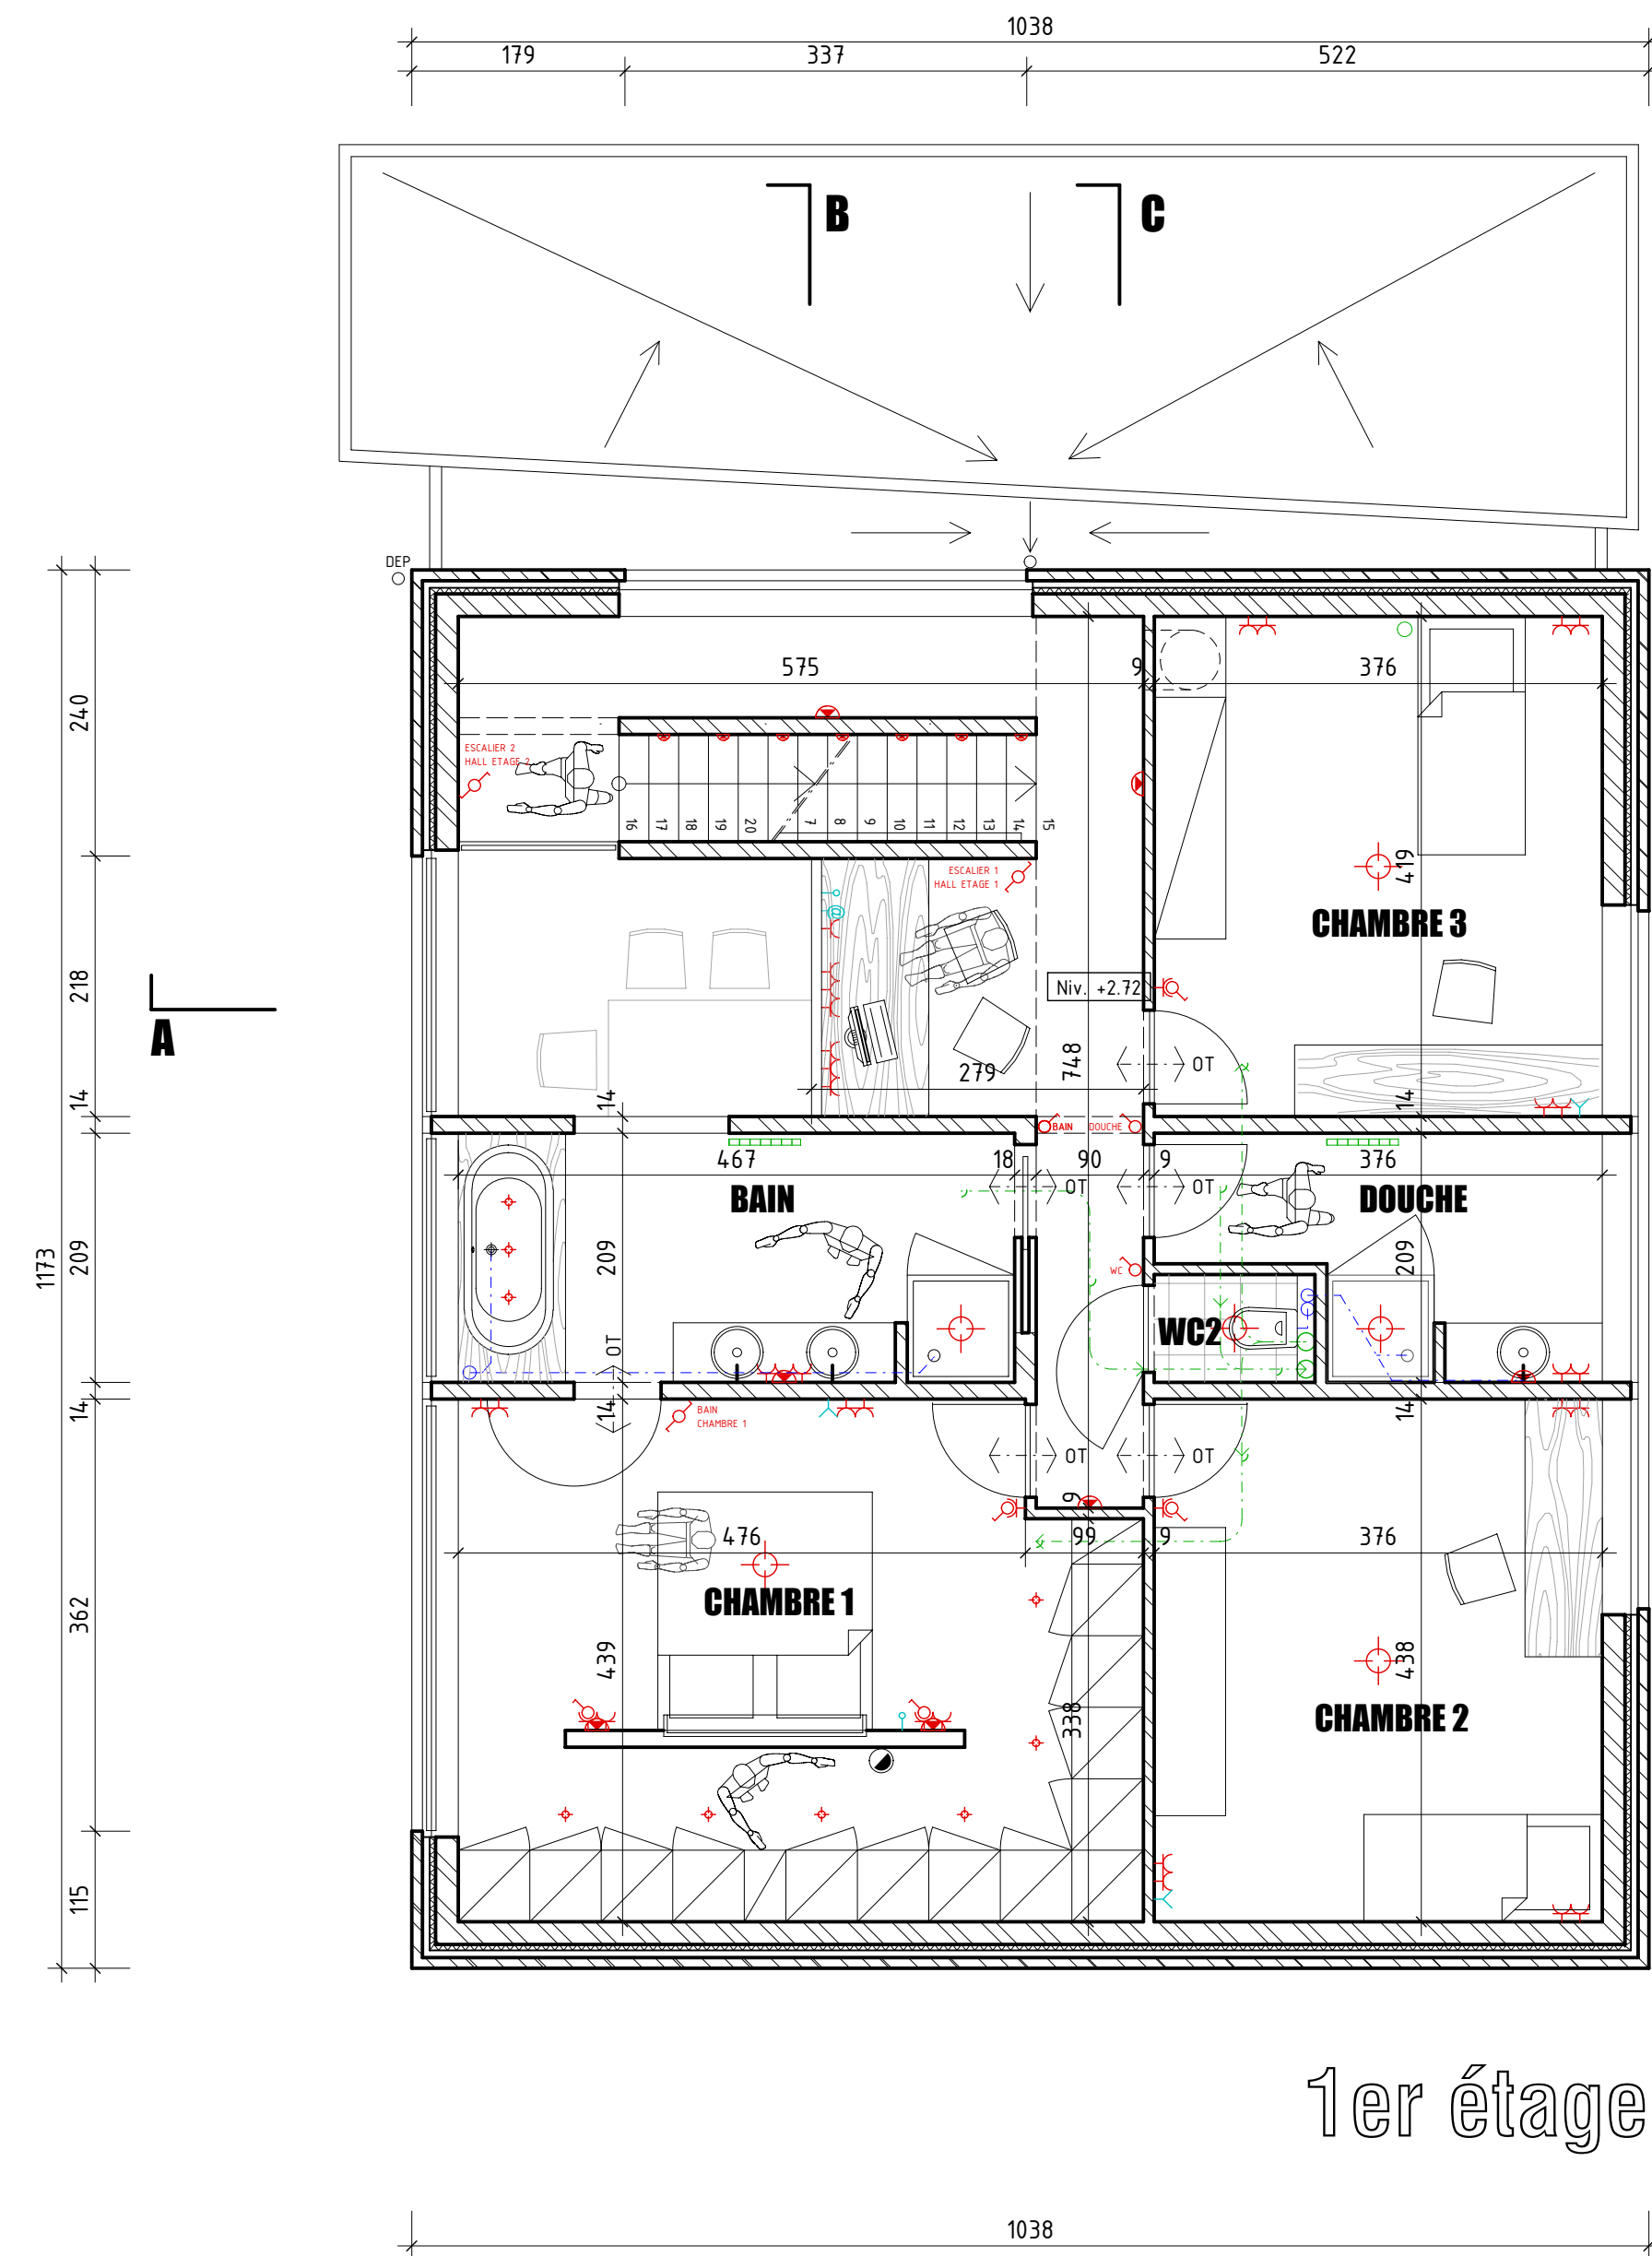 1038
179 337 522
B C
DEP
575 9 376
240
ESCALIER 2
HALL ETAGE 2
16 17 18 19 20 7 8 9 10 11 12 13 14 15
ESCALIER 1
HALL ETAGE 1
419
CHAMBRE 3
218
Niv. +2.72
A
748
OT
279
14 14 14
BAIN DOUCHE
467 18 90 9 376
OT OT
BAIN DOUCHE
1173
209 209 209
WC
WC2
OT
14 14 14
BAIN
CHAMBRE 1
OT OT
9
476 99 9 376
CHAMBRE 1
362
439 438
338
CHAMBRE 2
115
1er étage
1038